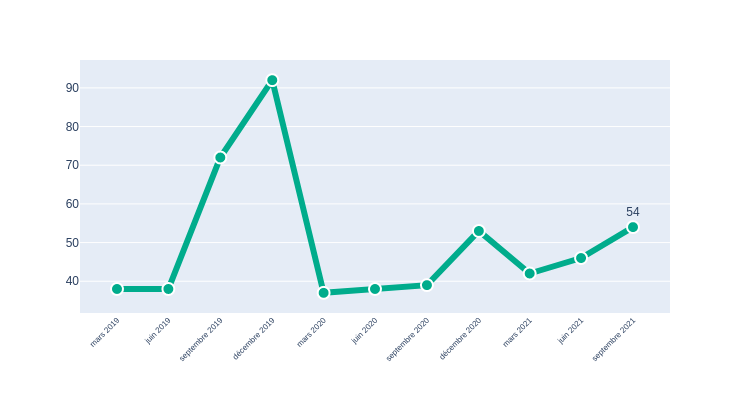 90
80
70
60
50
40
54
mars 2019
juin 2019
septembre 2019
décembre 2019
mars 2020
juin 2020
septembre 2020
décembre 2020
mars 2021
juin 2021
septembre 2021